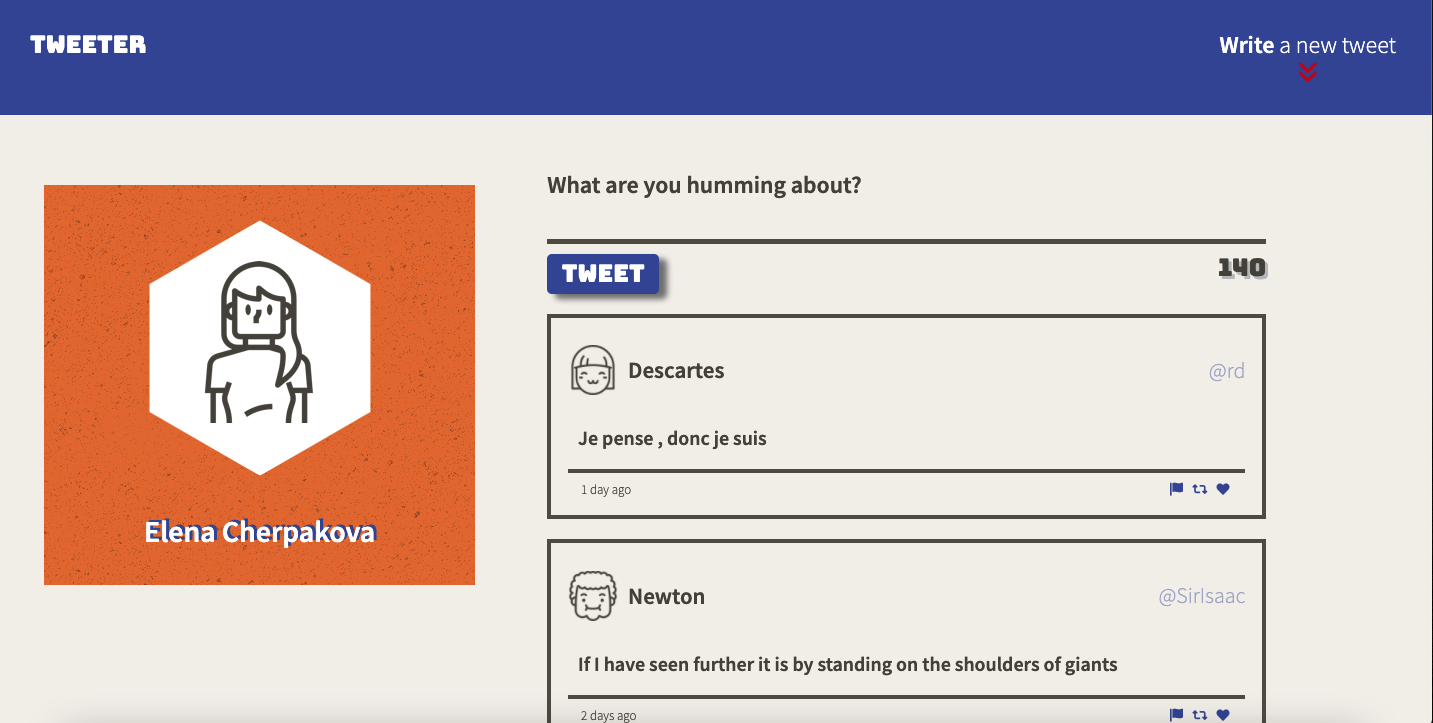 TWEETER
Write a new tweet
What are you humming about?
TWEET
140
Elena Cherpakova
Descartes
@rd
Je pense , donc je suis
1 day ago
Newton
@SirIsaac
If I have seen further it is by standing on the shoulders of giants
2 days ago